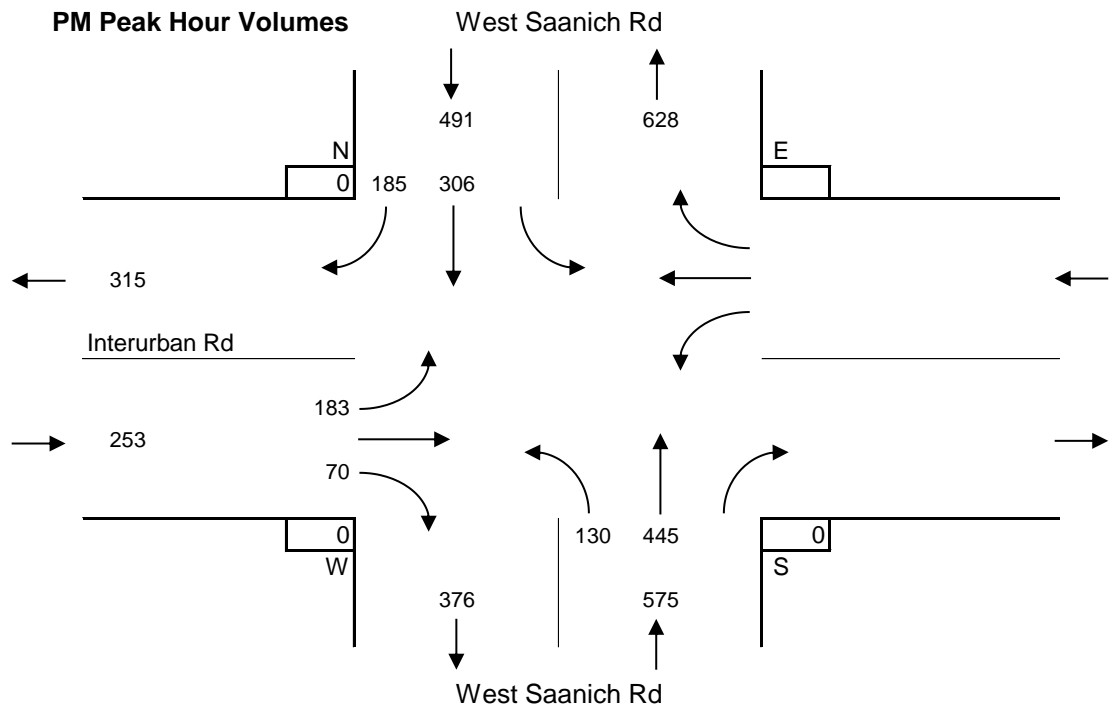 PM Peak Hour Volumes West Saanich Rd
491 628
N E
0 185 306
315
Interurban Rd
183
253
70
0 130 445 0
W S
376 575
West Saanich Rd